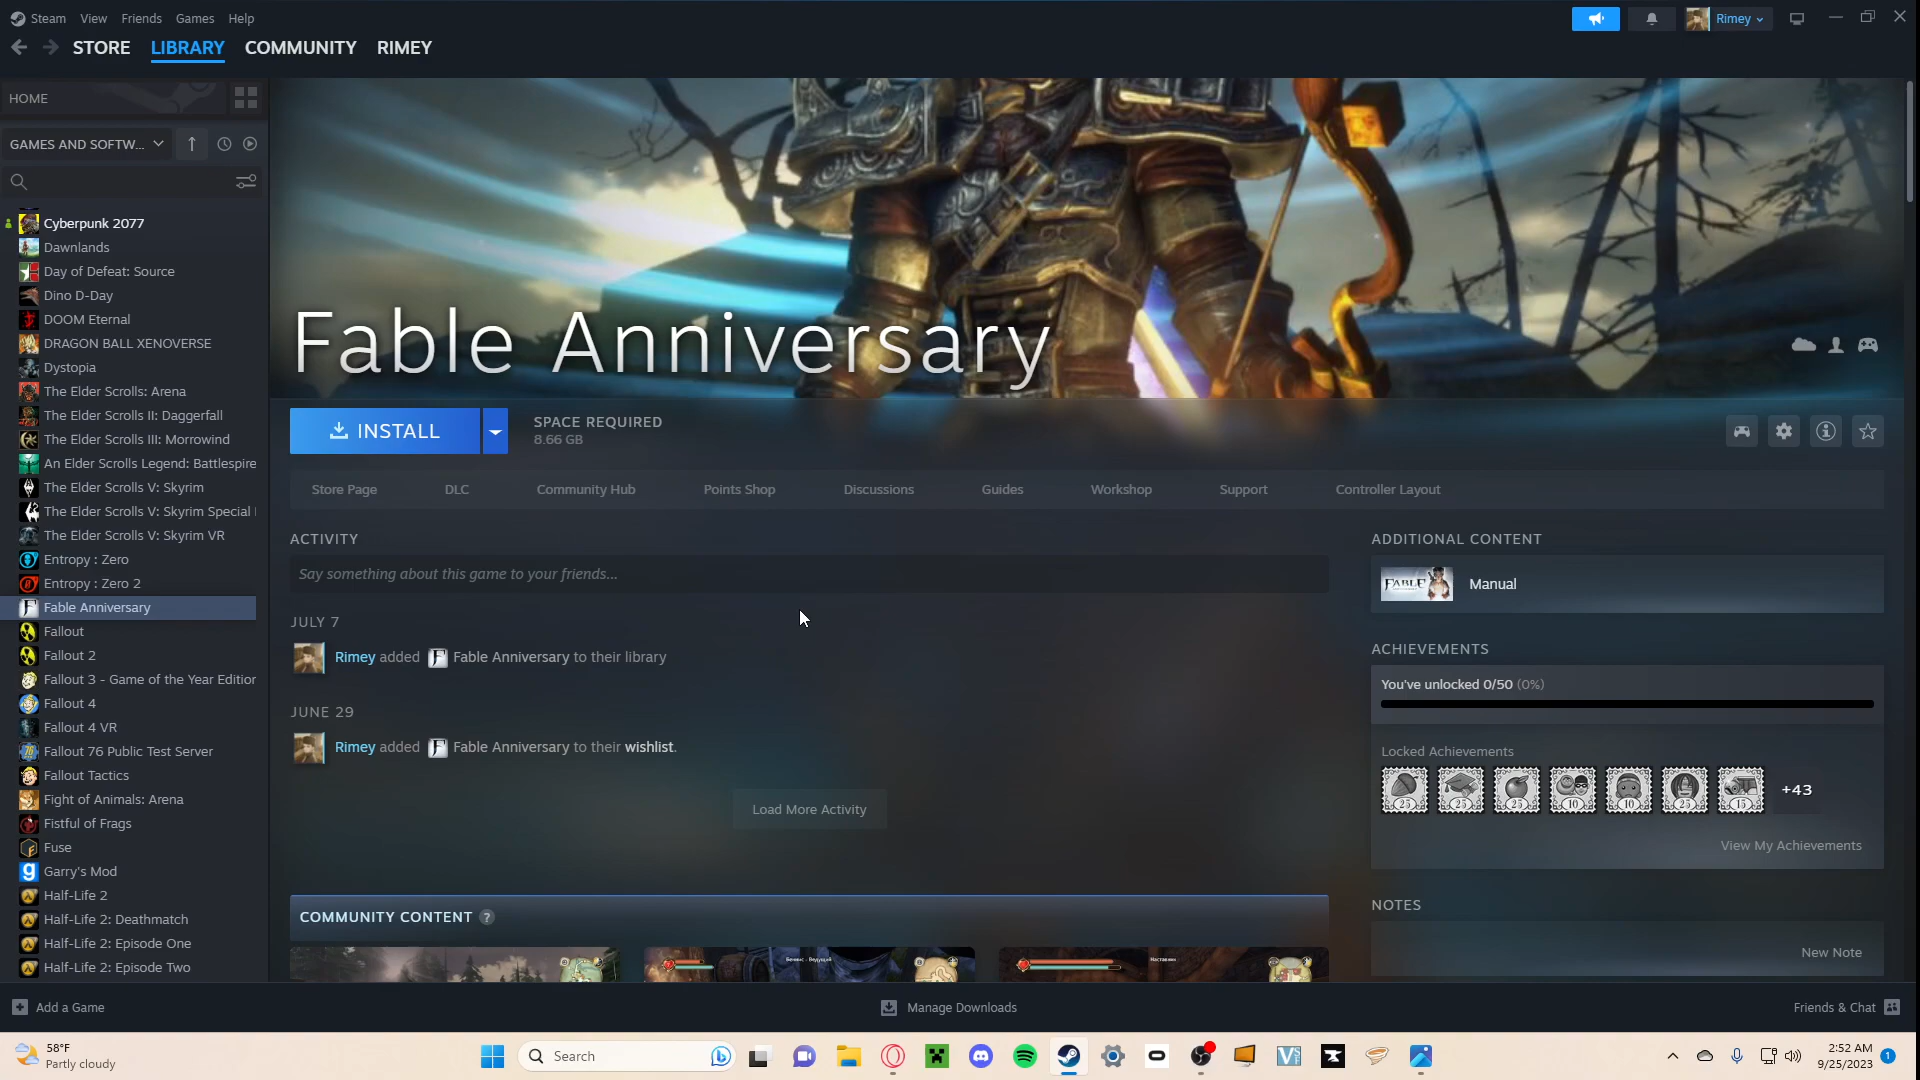 Steam View Friends Games Help
Rimey
STORE LIBRARY COMMUNITY RIMEY
HOME
GAMES AND SOFTW...
Cyberpunk 2077
Dawnlands
Day of Defeat: Source
Dino D-Day
DOOM Eternal
DRAGON BALL XENOVERSE
Dystopia
The Elder Scrolls: Arena
The Elder Scrolls II: Daggerfall
The Elder Scrolls III: Morrowind
An Elder Scrolls Legend: Battlespire
The Elder Scrolls V: Skyrim
The Elder Scrolls V: Skyrim Special
The Elder Scrolls V: Skyrim VR
Entropy : Zero
Entropy : Zero 2
Fable Anniversary
Fallout
Fallout 2
Fallout 3 - Game of the Year Edition
Fallout 4
Fallout 4 VR
Fallout 76 Public Test Server
Fallout Tactics
Fight of Animals: Arena
Fistful of Frags
Fuse
Garry's Mod
Half-Life 2
Half-Life 2: Deathmatch
Half-Life 2: Episode One
Half-Life 2: Episode Two
Fable Anniversary
INSTALL
SPACE REQUIRED
8.66 GB
Store Page DLC Community Hub Points Shop Discussions Guides Workshop Support Controller Layout
ACTIVITY
Say something about this game to your friends...
JULY 7
Rimey added Fable Anniversary to their library
JUNE 29
Rimey added Fable Anniversary to their wishlist.
Load More Activity
COMMUNITY CONTENT ?
ADDITIONAL CONTENT
FABLE
Manual
ACHIEVEMENTS
You've unlocked 0/50 (0%)
Locked Achievements
25 25 25 10 10 25 15 +43
View My Achievements
NOTES
New Note
Add a Game
Manage Downloads
Friends & Chat
58°F
Partly cloudy
Search
2:52 AM
9/25/2023
1